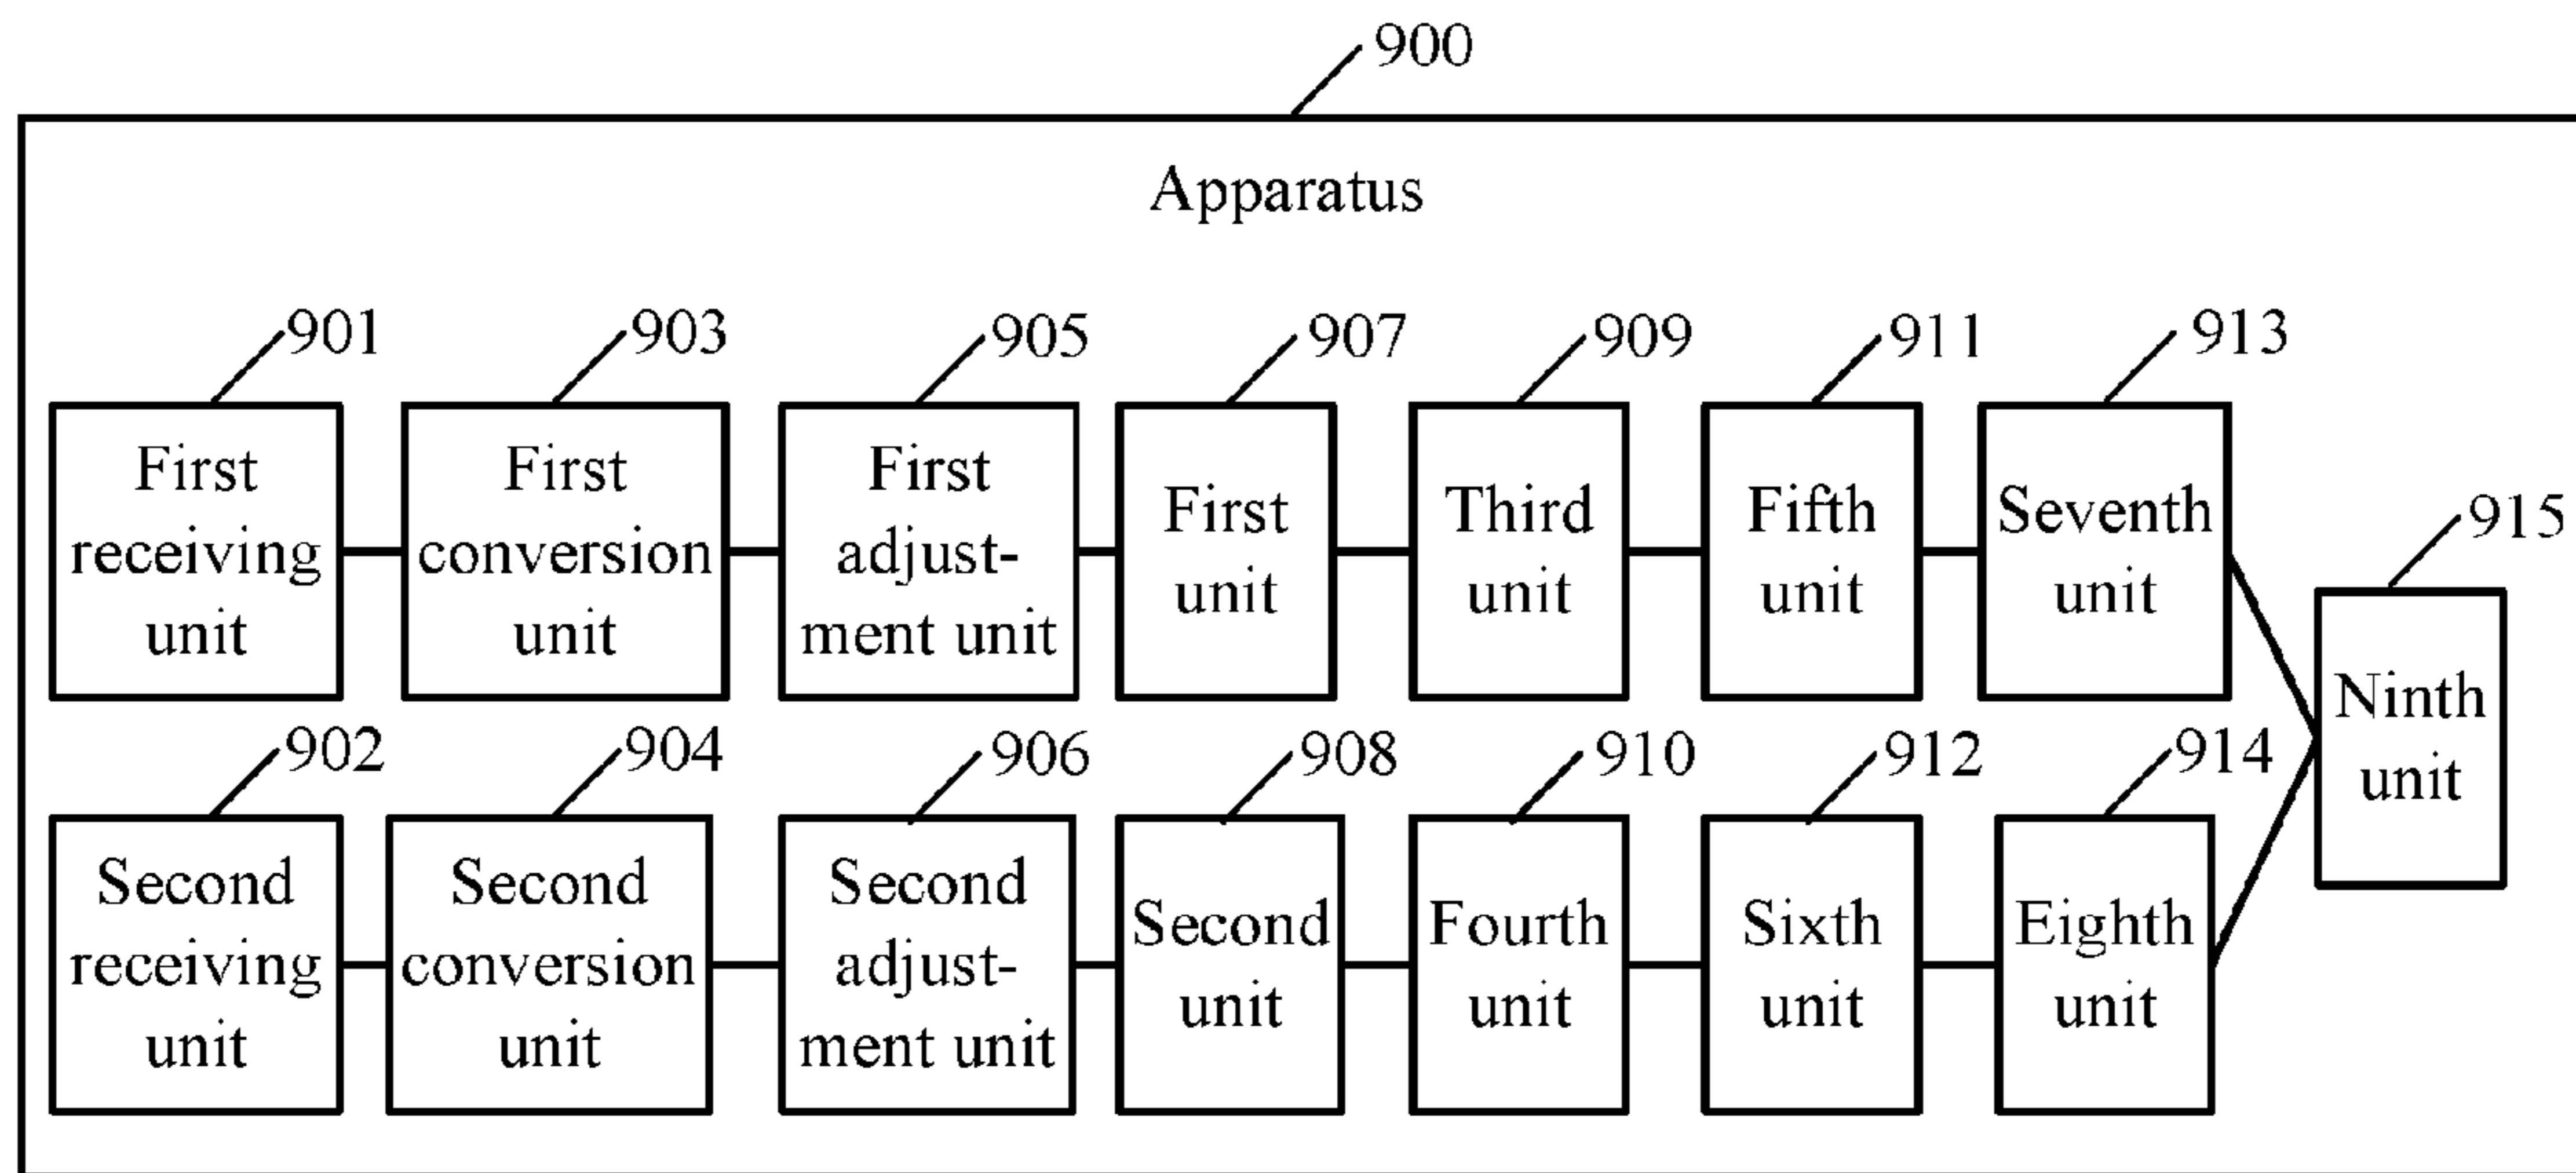 900
Apparatus
901
903
905
907
909
911
913
First
receiving
unit
First
conversion
unit
First
adjust-
ment unit
First
unit
Third
unit
Fifth
unit
Seventh
unit
915
Ninth
unit
902
904
906
908
910
912
914
Second
receiving
unit
Second
conversion
unit
Second
adjust-
ment unit
Second
unit
Fourth
unit
Sixth
unit
Eighth
unit